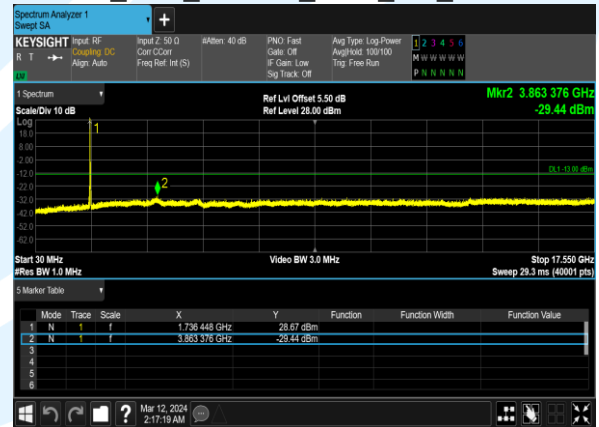 Spectrum Analyzer 1
Swept SA
+
KEYSIGHT Input: RF Input Z: 50 Ω #Atten: 40 dB PNO: Fast Avg Type: Log-Power 1 2 3 4 5 6
R T Coupling: DC Corr CCorr Gate: Off Avg|Hold: 100/100 M W W W W W
Align: Auto Freq Ref: Int (S) IF Gain: Low Trig: Free Run
LW Sig Track: Off P N N N N N
1 Spectrum Ref Lvl Offset 5.50 dB Mkr2 3.863 376 GHz
Scale/Div 10 dB Ref Level 28.00 dBm -29.44 dBm
Log
18.0 1
8.00
-2.00
-12.0 DL1 -13.00 dBm
-22.0 2
-32.0
-42.0
-52.0
-62.0
Start 30 MHz Video BW 3.0 MHz Stop 17.550 GHz
#Res BW 1.0 MHz Sweep 29.3 ms (40001 pts)
5 Marker Table
Mode Trace Scale X Y Function Function Width Function Value
1 N 1 f 1.736 448 GHz 28.67 dBm
2 N 1 f 3.863 376 GHz -29.44 dBm
3
4
5
6
? Mar 12, 2024
2:17:19 AM